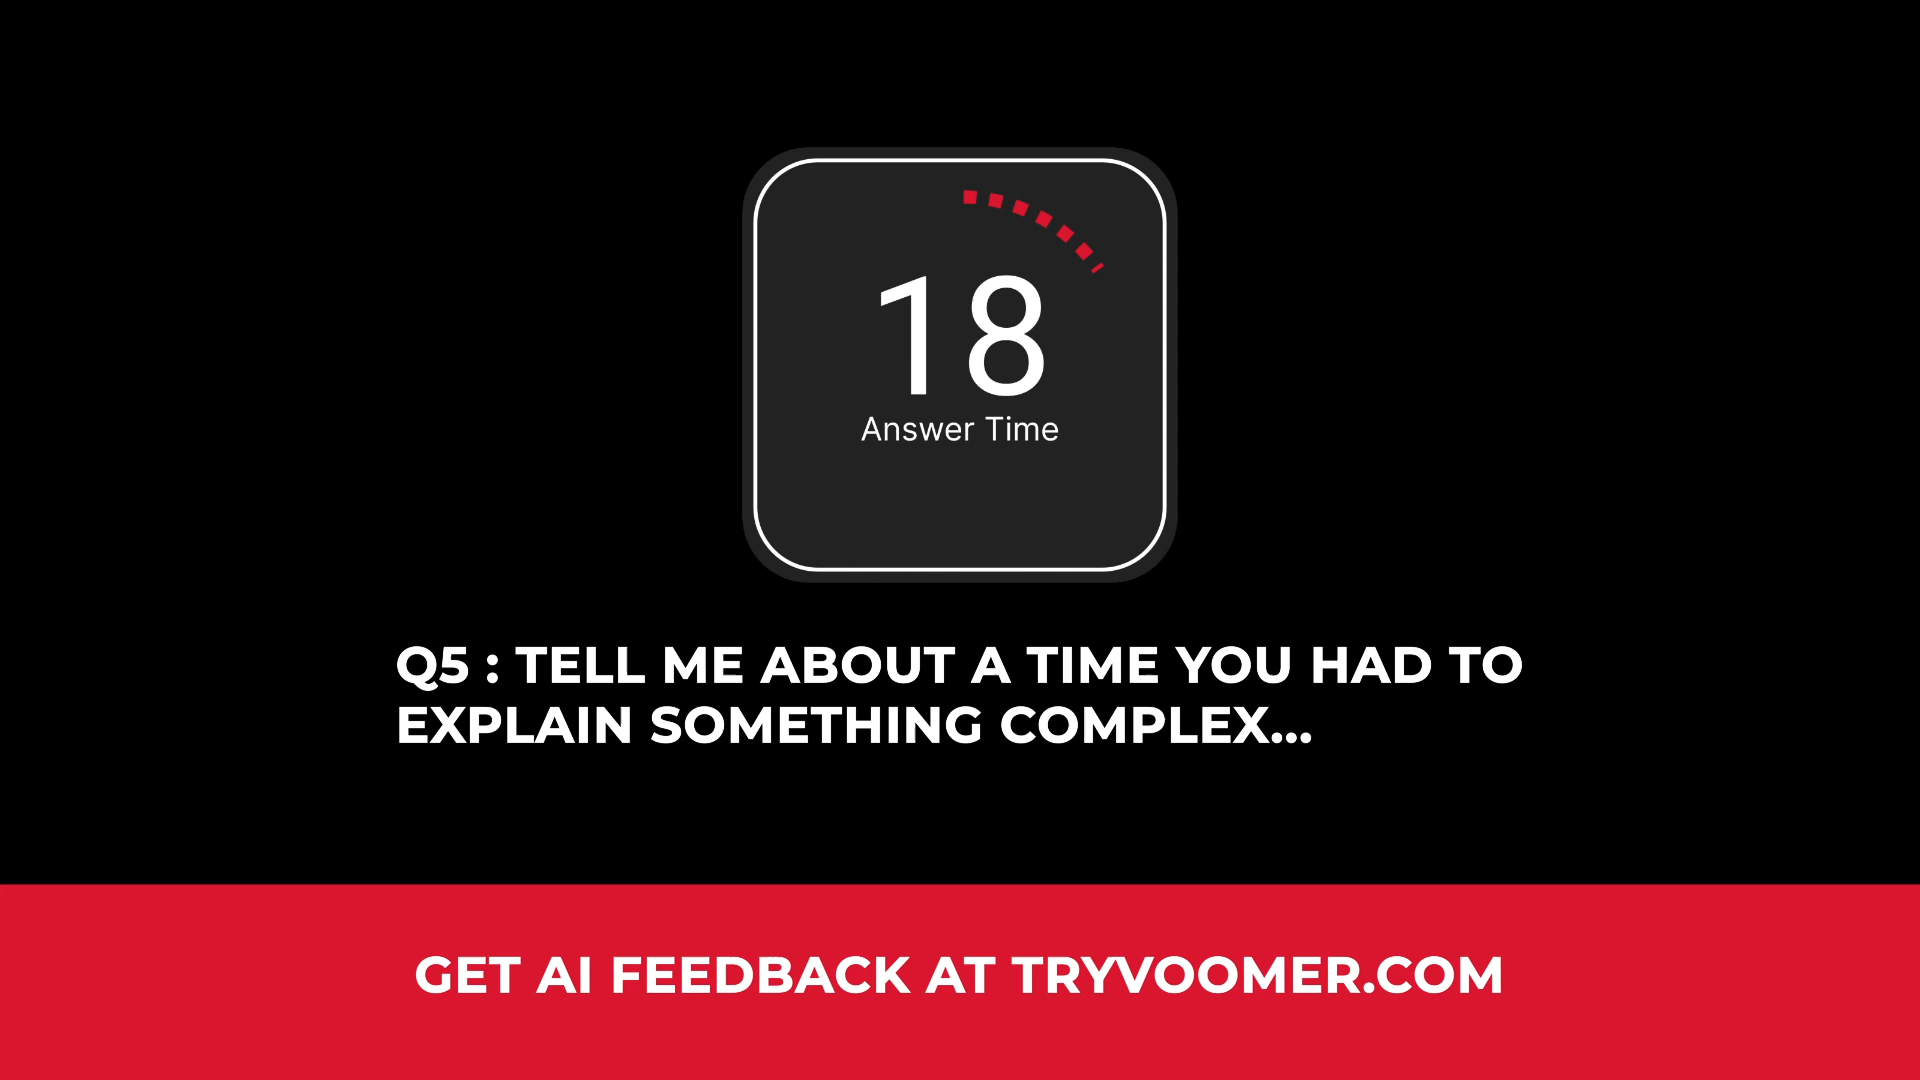 18
Answer Time
Q5 : TELL ME ABOUT A TIME YOU HAD TO
EXPLAIN SOMETHING COMPLEX...
GET AI FEEDBACK AT TRYVOOMER.COM